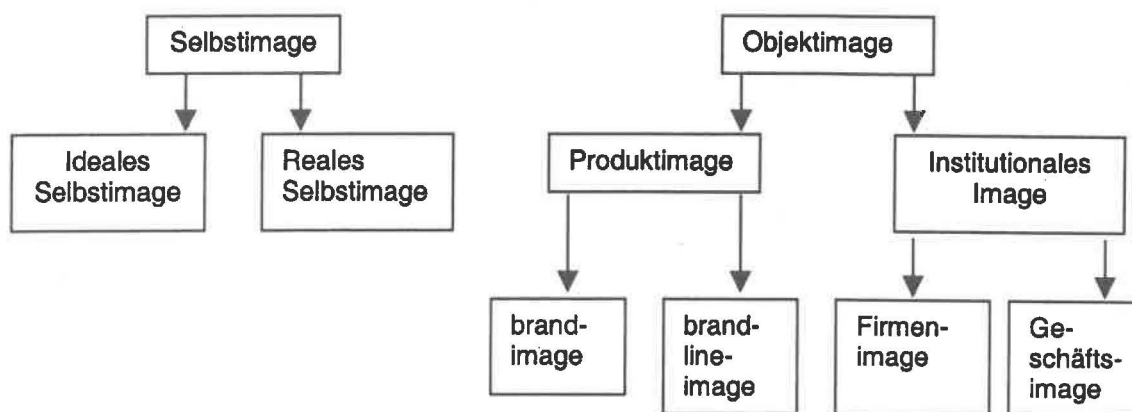 Selbstimage
Objektimage
Ideales
Selbstimage
Reales
Selbstimage
Produktimage
Institutionales
Image
brand-
image
brand-
line-
image
Firmen-
image
Ge-
schäfts-
image